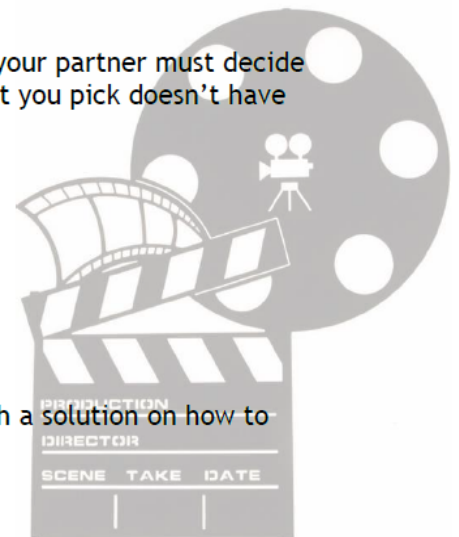 your partner must decide
t you pick doesn’t have
PRODUCTION
h a solution on how to
DIRECTOR
SCENE TAKE DATE